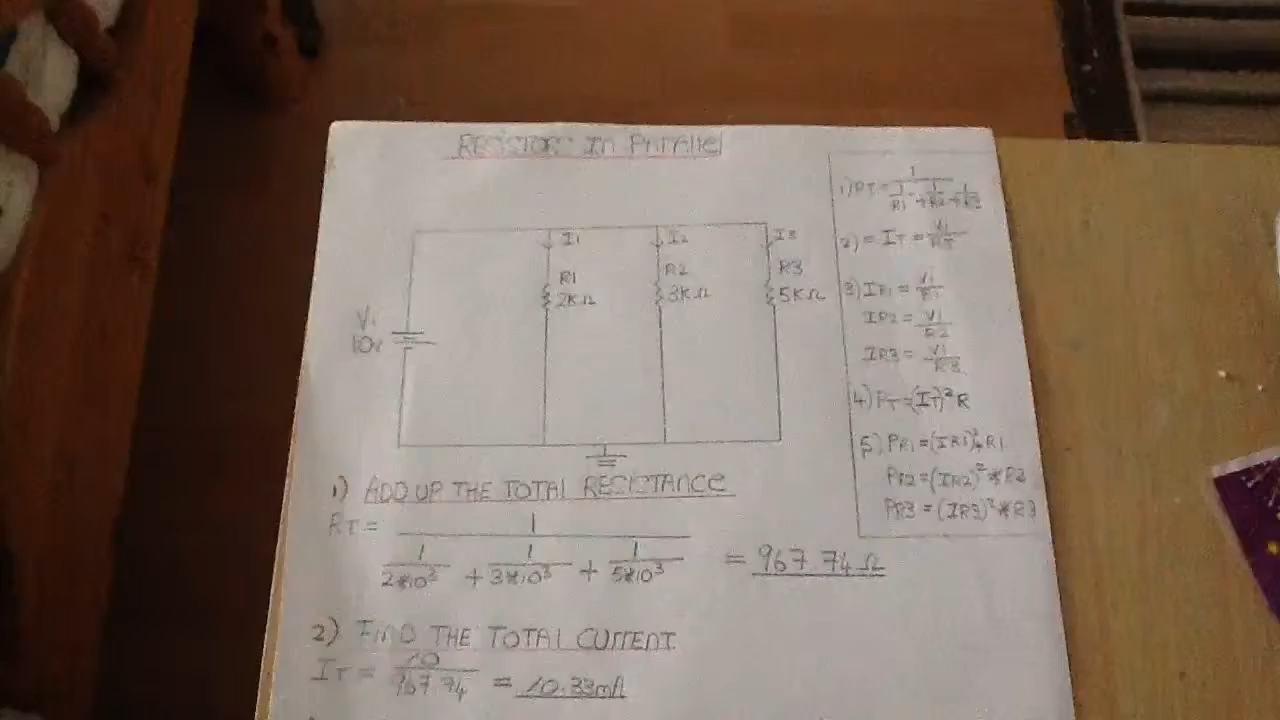 RESISTORS IN PARALLEL
I1 I2 I3
R1 R2 R3
2KΩ 3KΩ 5KΩ
V1
10v
1) RT = 1
1/R1 + 1/R2 + 1/R3
2) = IT = V1/RT
3) IR1 = V1/R1
IR2 = V1/R2
IR3 = V1/R3
4) PT = (IT)² R
5) PR1 = (IR1)² * R1
PR2 = (IR2)² * R2
PR3 = (IR3)² * R3
1) ADD UP THE TOTAL RESISTANCE
RT = 1
1/2*10³ + 1/3*10³ + 1/5*10³ = 967.74Ω
2) FIND THE TOTAL CURRENT
IT = 10/967.74 = 10.33mA